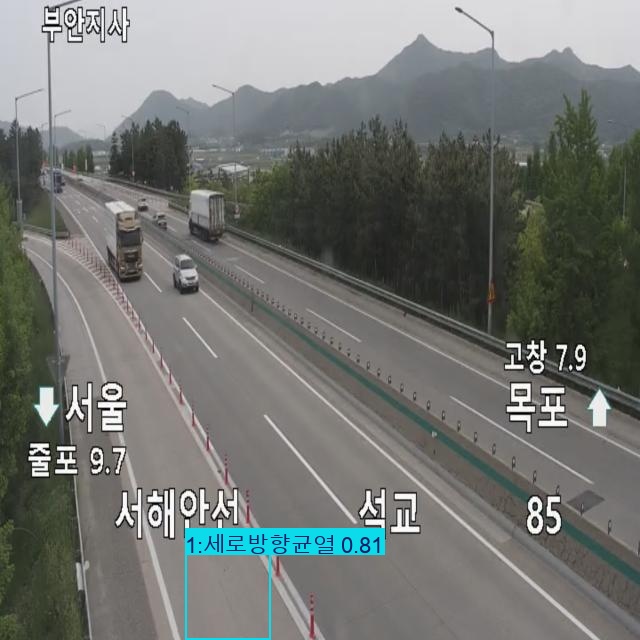 부안지사
고창 7.9
서울 목포
줄포 9.7
서해안선 석교 85
1:세로방향균열 0.81